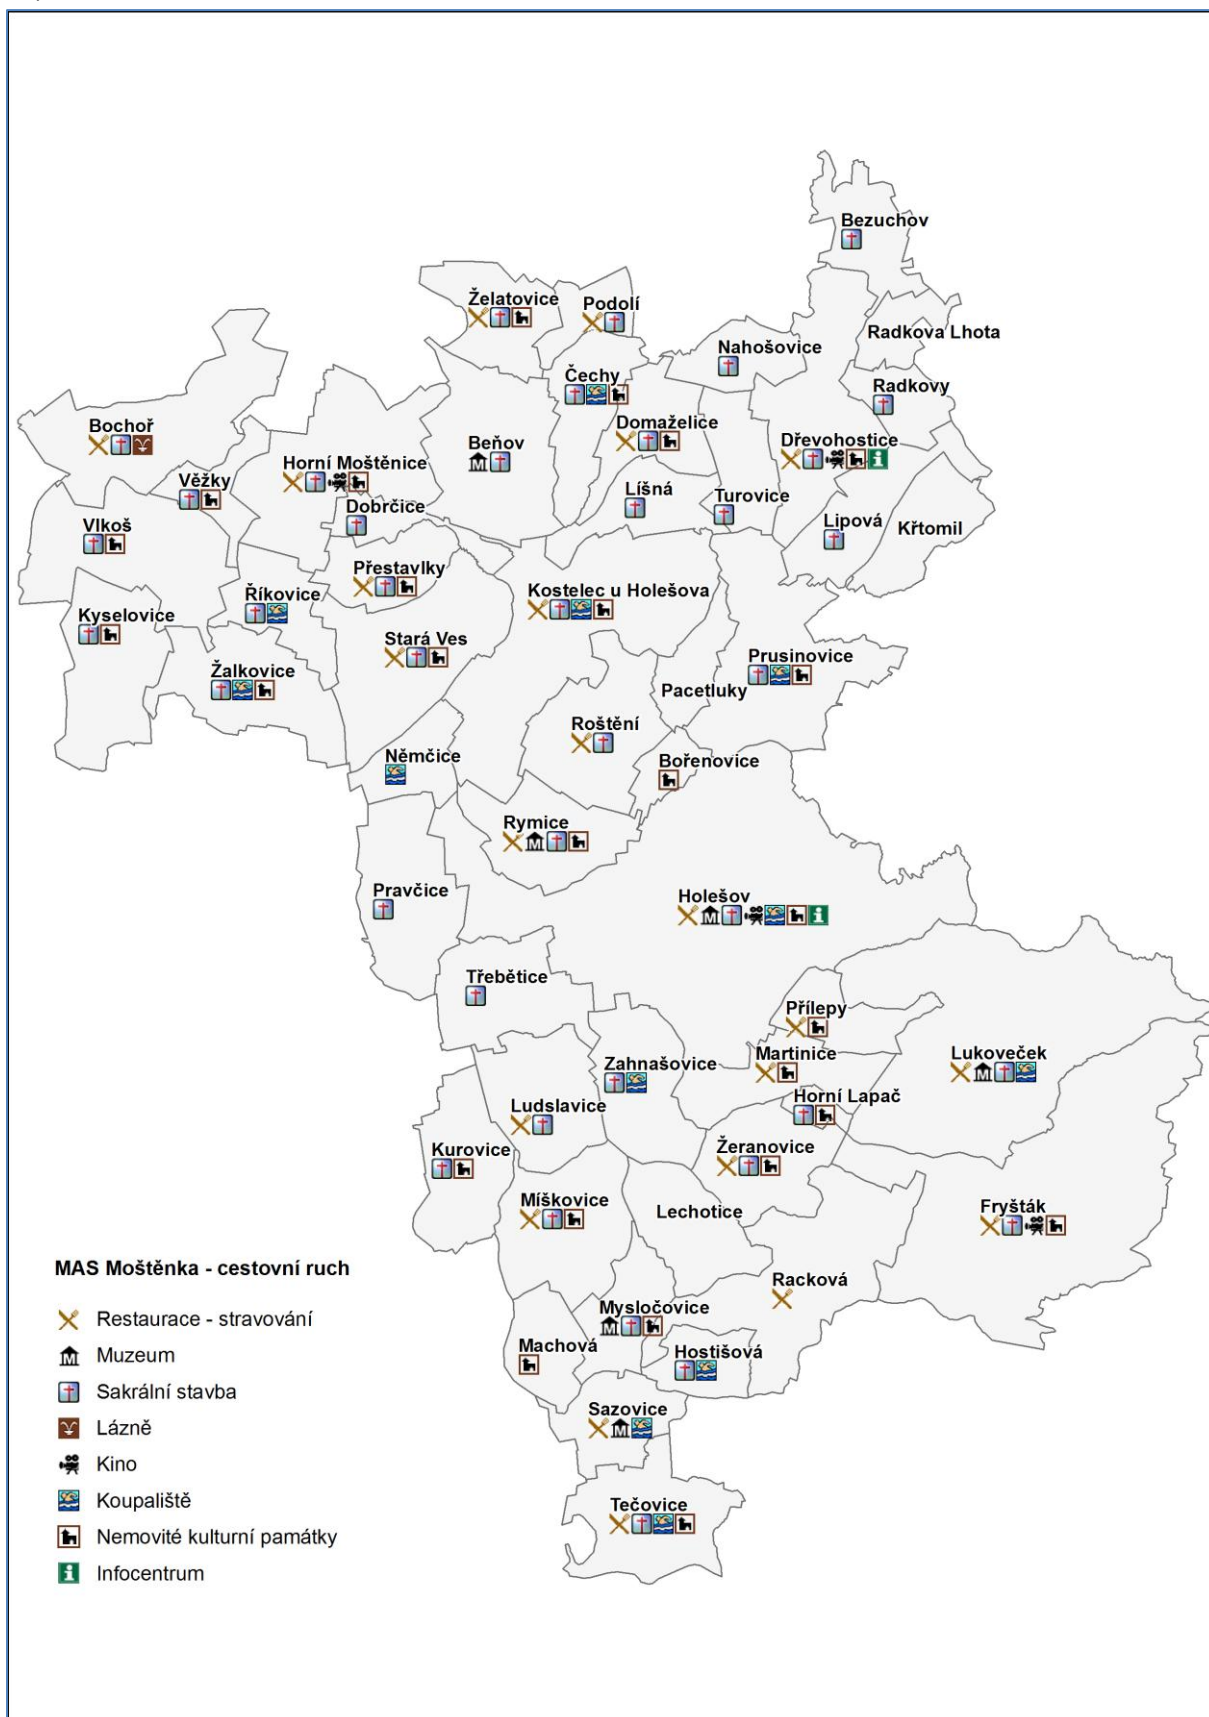 Bezuchov
Želatovice
Podolí
Radkova Lhota
Nahošovice
Čechy
Radkovy
Bochoř
Domaželice
Dřevohostice
Beňov
Horní Moštěnice
Věžky
Líšná
Turovice
Dobrčice
Lipová
Křtomil
Vlkoš
Přestavlky
Říkovice
Kostelec u Holešova
Kyselovice
Stará Ves
Prusinovice
Žalkovice
Pacetluky
Roštění
Němčice
Bořenovice
Rymice
Pravčice
Holešov
Třebětice
Přílepy
Martinice
Lukoveček
Zahnašovice
Horní Lapač
Ludslavice
Žeranovice
Kurovice
Míškovice
Lechotice
Fryšták
Racková
Mysločovice
Machová
Hostišová
Sazovice
Tečovice
MAS Moštěnka - cestovní ruch
Restaurace - stravování
Muzeum
Sakrální stavba
Lázně
Kino
Koupaliště
Nemovité kulturní památky
Infocentrum